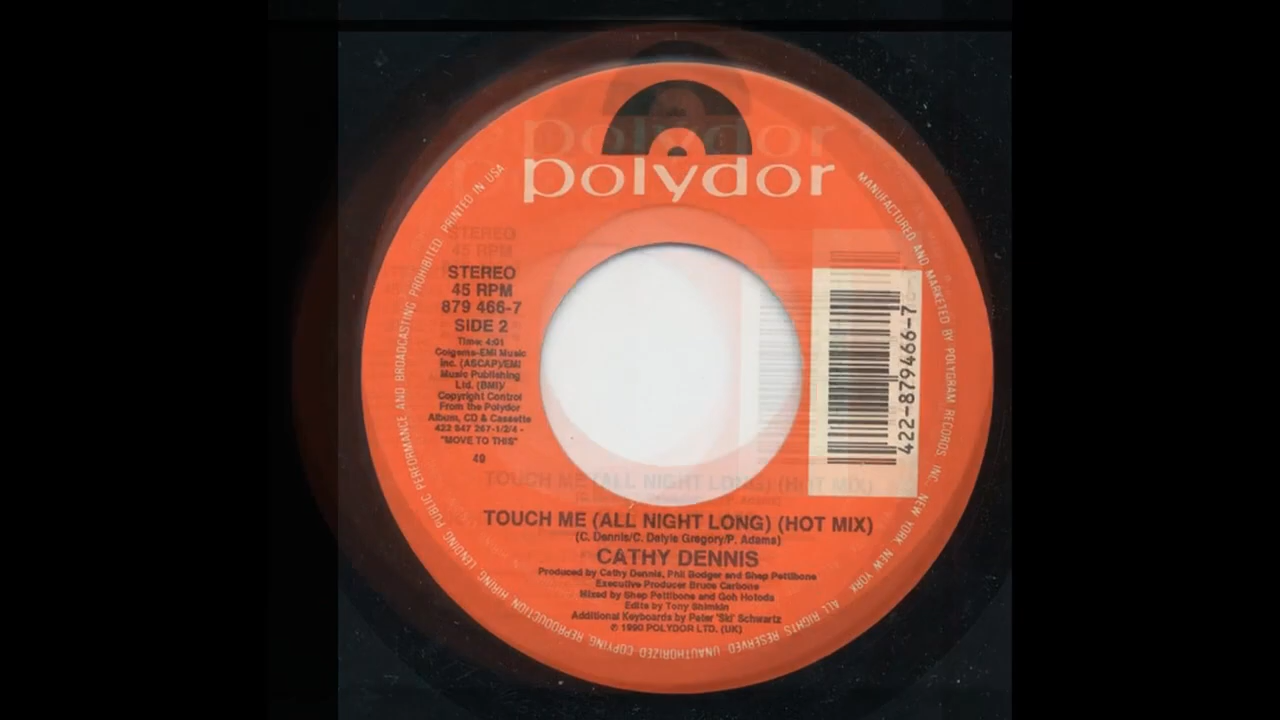 polydor
STEREO
45 RPM
879 466-7
SIDE 2
Time: 4:01
Colgems-EMI Music
Inc. (ASCAP)/EMI
Music Publishing
Ltd. (BMI)/
Copyright Control
From the Polydor
Album, CD & Cassette
422 847 267-1/2/4 -
"MOVE TO THIS"
49
422-879466-7
TOUCH ME (ALL NIGHT LONG) (HOT MIX)
(C. Dennis/C. Delyle Gregory/P. Adams)
CATHY DENNIS
Produced by Cathy Dennis, Phil Bodger and Shep Pettibone
Executive Producer Bruce Carbone
Mixed by Shep Pettibone and Goh Hotoda
Edits by Tony Shimkin
Additional Keyboards by Peter 'Sid' Schwartz
℗ 1990 POLYDOR LTD. (UK)
MANUFACTURED AND MARKETED BY POLYGRAM RECORDS, INC., NEW YORK, NEW YORK. ALL RIGHTS RESERVED. UNAUTHORIZED COPYING, REPRODUCTION, HIRING, LENDING, PUBLIC PERFORMANCE AND BROADCASTING PROHIBITED. PRINTED IN USA